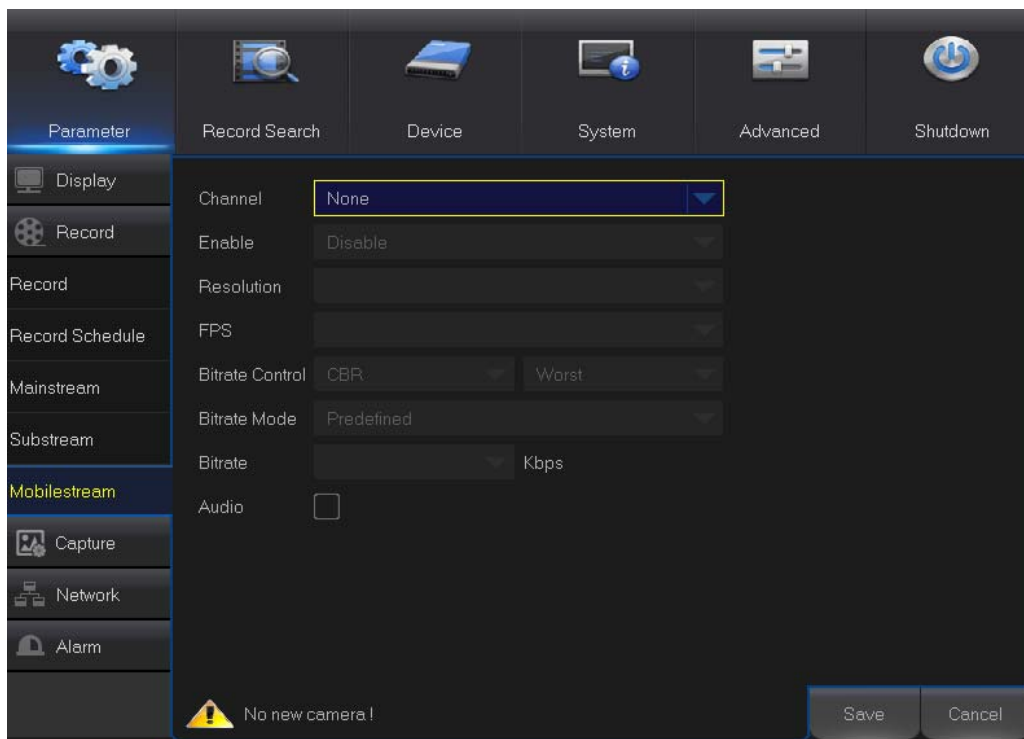 Parameter
Record Search
Device
System
Advanced
Shutdown
Display
Record
Record
Record Schedule
Mainstream
Substream
Mobilestream
Capture
Network
Alarm
Channel None
Enable Disable
Resolution
FPS
Bitrate Control CBR Worst
Bitrate Mode Predefined
Bitrate Kbps
Audio
No new camera!
Save Cancel